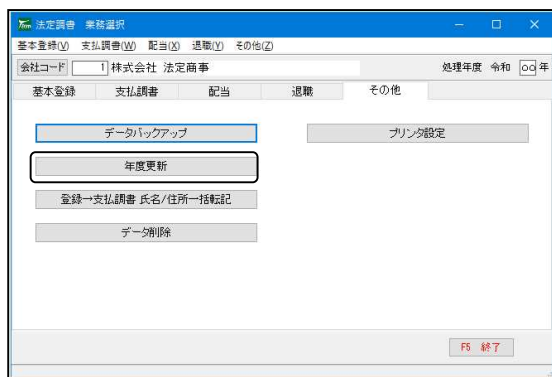 法定調書 業務選択
基本登録(V) 支払調書(W) 配当(X) 退職(Y) その他(Z)
会社コード 1 株式会社 法定商事 処理年度 令和 ○○ 年
基本登録 支払調書 配当 退職 その他
データバックアップ プリンタ設定
年度更新
登録→支払調書 氏名/住所一括転記
データ削除
F5 終了